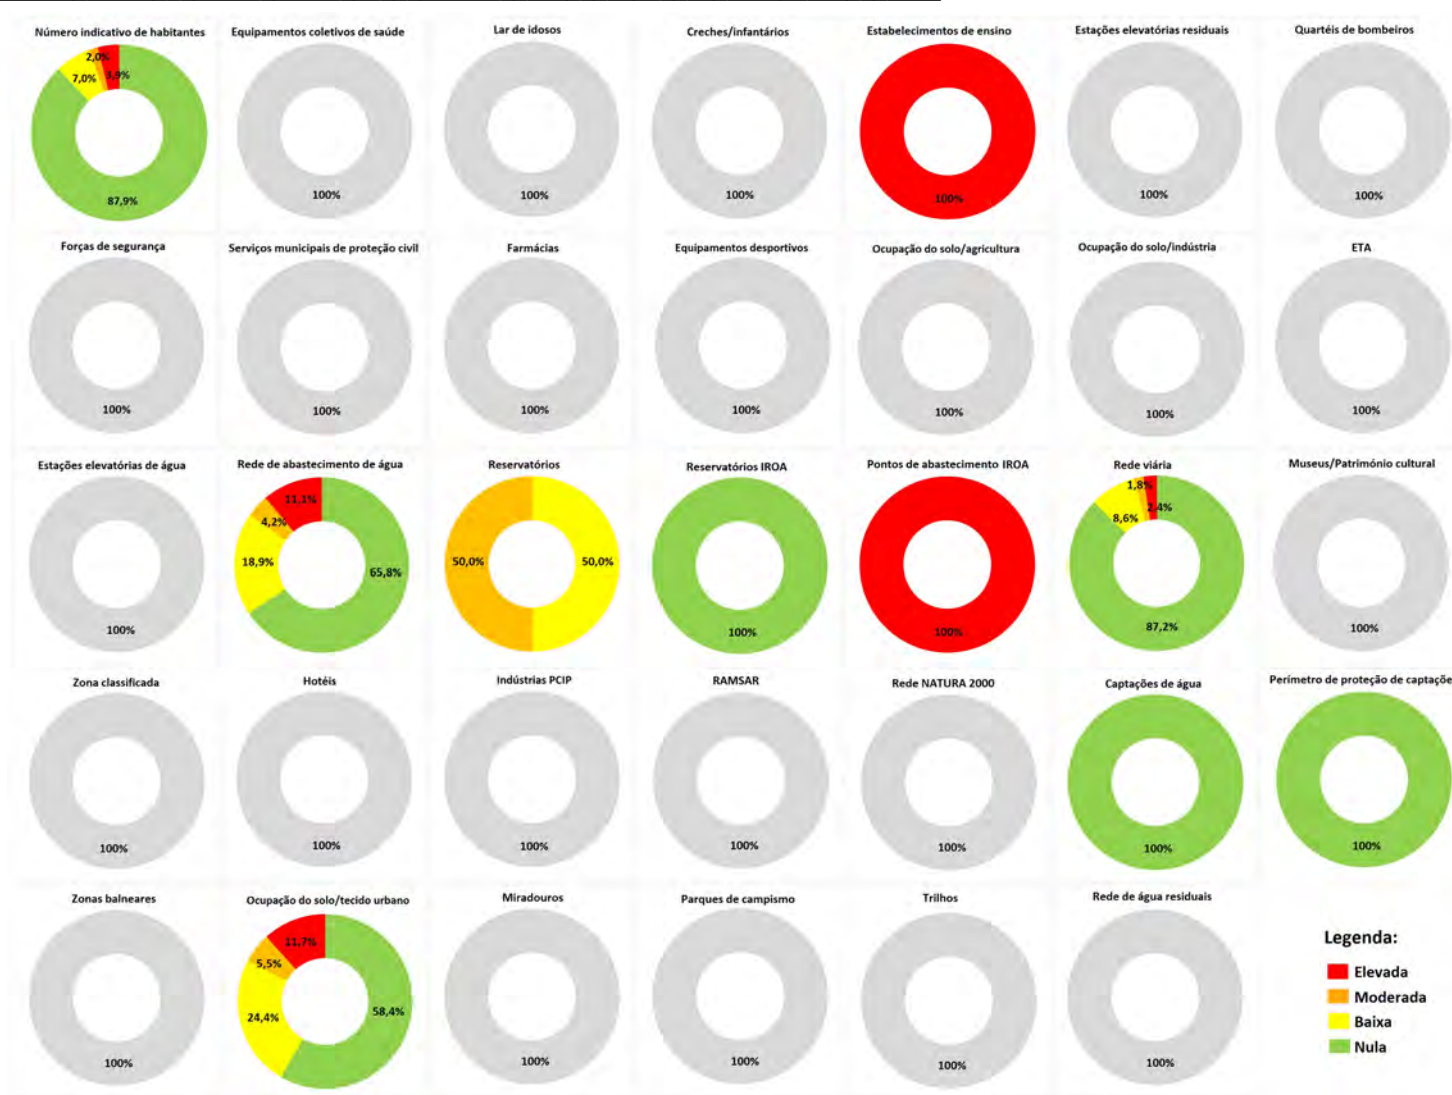 Número indicativo de habitantes
Equipamentos coletivos de saúde
Lar de idosos
Creches/infantários
Estabelecimentos de ensino
Estações elevatórias residuais
Quartéis de bombeiros
2,0%
3,9%
7,0%
87,9%
100%
100%
100%
100%
100%
100%
Forças de segurança
Serviços municipais de proteção civil
Farmácias
Equipamentos desportivos
Ocupação do solo/agricultura
Ocupação do solo/indústria
ETA
100%
100%
100%
100%
100%
100%
100%
Estações elevatórias de água
Rede de abastecimento de água
Reservatórios
Reservatórios IROA
Pontos de abastecimento IROA
Rede viária
Museus/Património cultural
100%
11,1%
4,2%
18,9%
65,8%
50,0%
50,0%
100%
100%
1,8%
2,4%
8,6%
87,2%
100%
Zona classificada
Hotéis
Indústrias PCIP
RAMSAR
Rede NATURA 2000
Captações de água
Perímetro de proteção de captaçõe
100%
100%
100%
100%
100%
100%
100%
Zonas balneares
Ocupação do solo/tecido urbano
Miradouros
Parques de campismo
Trilhos
Rede de água residuais
100%
11,7%
5,5%
24,4%
58,4%
100%
100%
100%
100%
Legenda:
Elevada
Moderada
Baixa
Nula